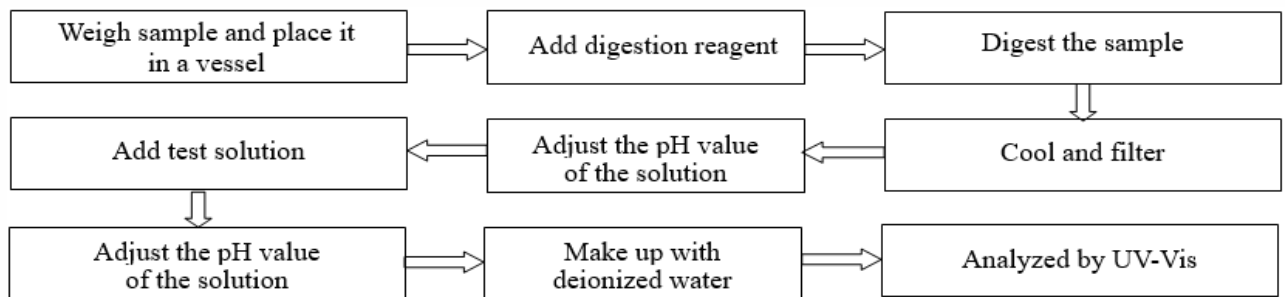 Weigh sample and place it
in a vessel
Add digestion reagent
Digest the sample
Cool and filter
Adjust the pH value
of the solution
Add test solution
Adjust the pH value
of the solution
Make up with
deionized water
Analyzed by UV-Vis